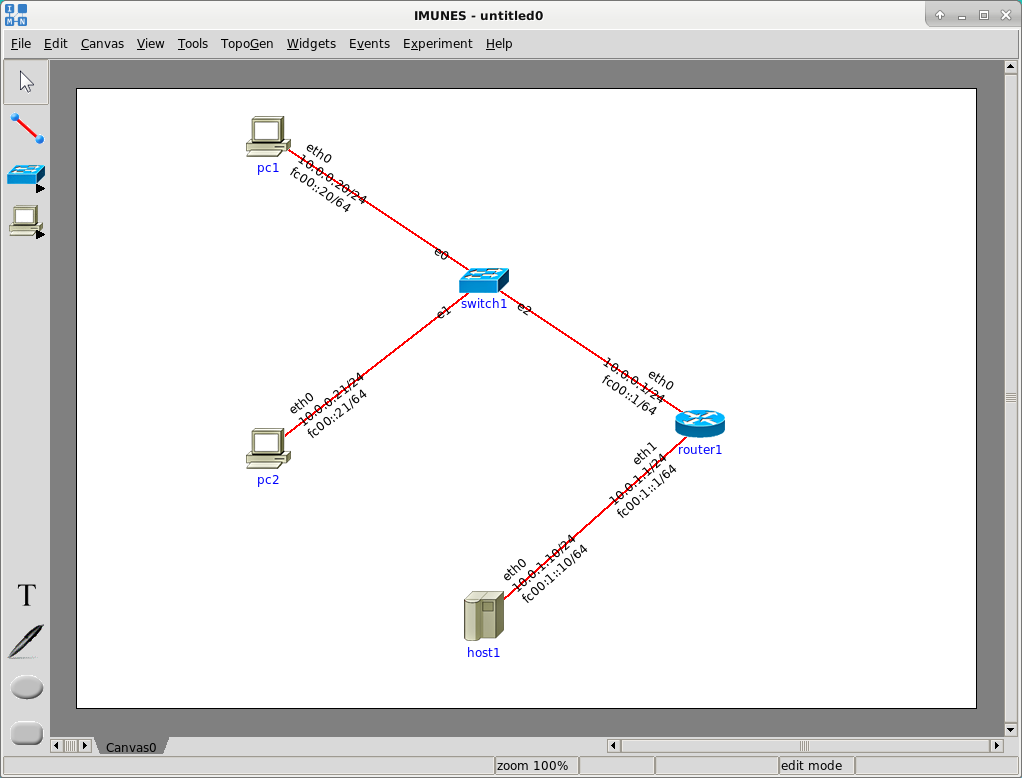 IMUNES - untitled0
File Edit Canvas View Tools TopoGen Widgets Events Experiment Help
eth0
10.0.0.20/24
fc00::20/64
pc1
e0
switch1
e1
e2
eth0
10.0.0.1/24
fc00::1/64
eth0
10.0.0.21/24
fc00::21/64
router1
pc2
eth1
10.0.1.1/24
fc00:1::1/64
eth0
10.0.1.10/24
fc00:1::10/64
T
host1
Canvas0
zoom 100%
edit mode